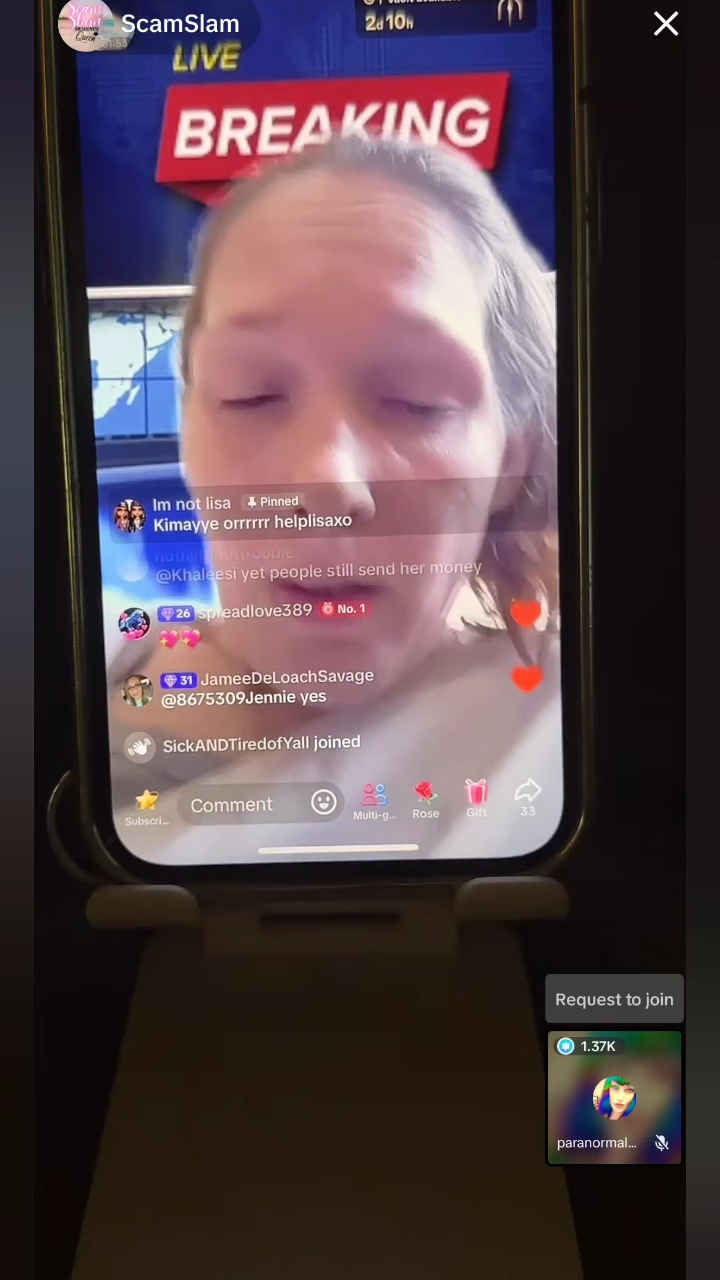 ScamSlam
2d10h
LIVE
BREAKING
Im not lisa Pinned
Kimayye orrrrrr helplisaxo
@Khaleesi yet people still send her money
26 spreadlove389 No. 1
31 JameeDeLoachSavage
@8675309Jennie yes
SickANDTiredofYall joined
Comment
Subscri...
Multi-g...
Rose
Gift
33
Request to join
1.37K
paranormal...